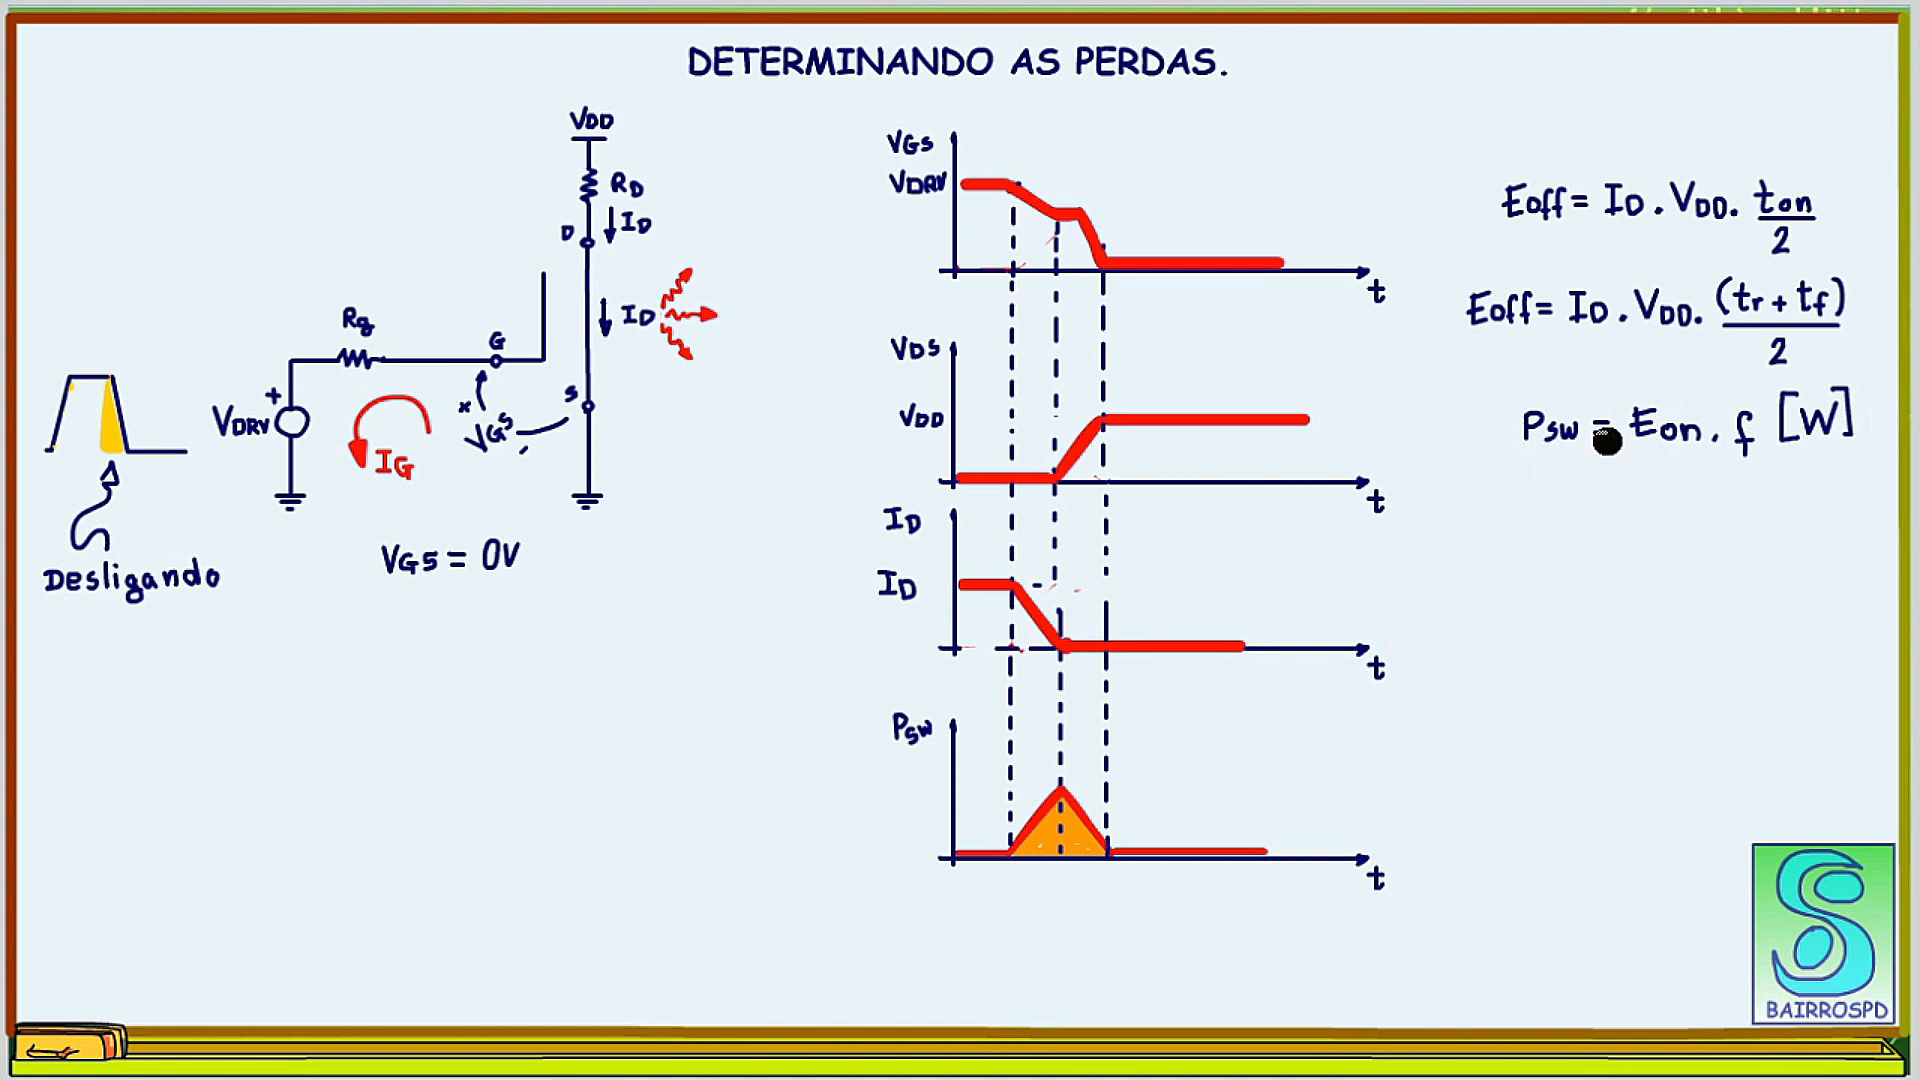 DETERMINANDO AS PERDAS.
VDD
RD
ID
D
ID
Rg
G
S
+
VDRV
VGS
IG
VGS = 0V
Desligando
VGS
VDRV
t
VDS
VDD
t
ID
ID
t
PSW
t
Eoff = ID . VDD . ton
2
Eoff = ID . VDD . (tr + tf)
2
PSW = Eon . f [W]
BAIRROSPD